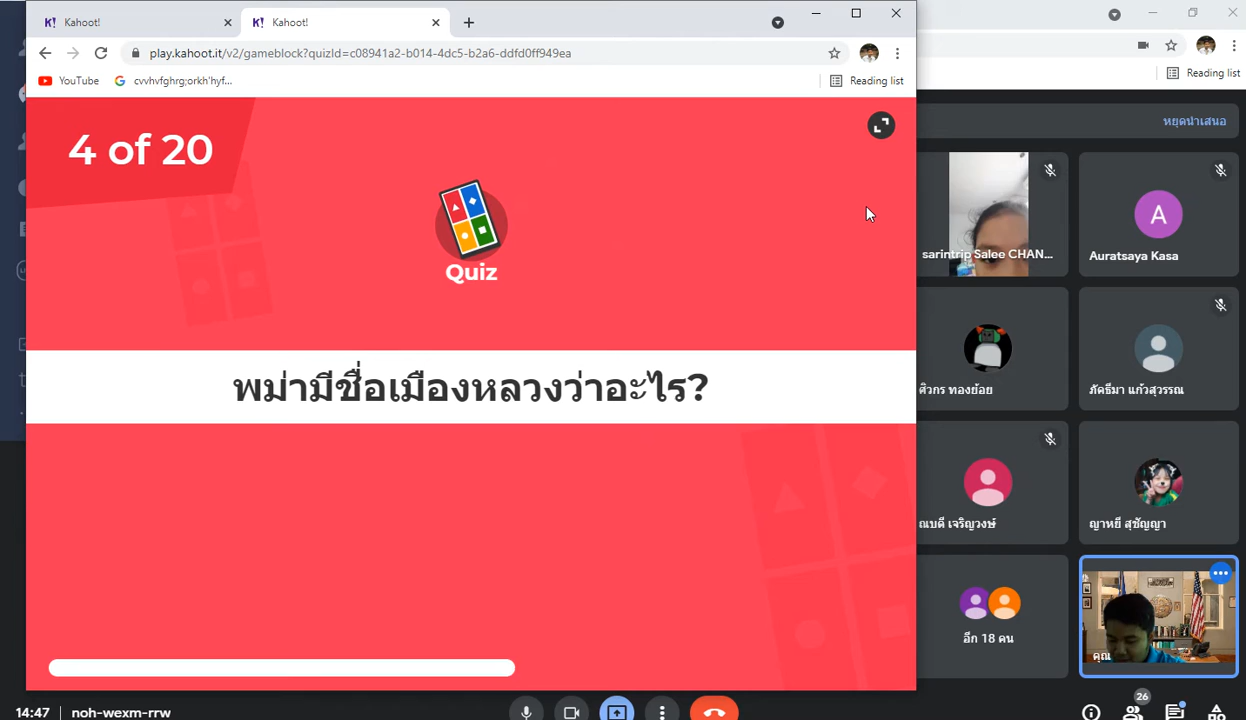 Kahoot!
Kahoot!
play.kahoot.it/v2/gameblock?quizId=c08941a2-b014-4dc5-b2a6-ddfd0ff949ea
YouTube
cvvhvfghrg;orkh'hyf...
Reading list
Reading list
4 of 20
Quiz
พม่ามีชื่อเมืองหลวงว่าอะไร?
หยุดนำเสนอ
sarintrip Salee CHAN...
A
Auratsaya Kasa
ศิวกร ทองย้อย
ภัคธีมา แก้วสุวรรณ
ณบดี เจริญวงษ์
ญาหยี สุชัญญา
อีก 18 คน
คุณ
14:47 | noh-wexm-rrw
26